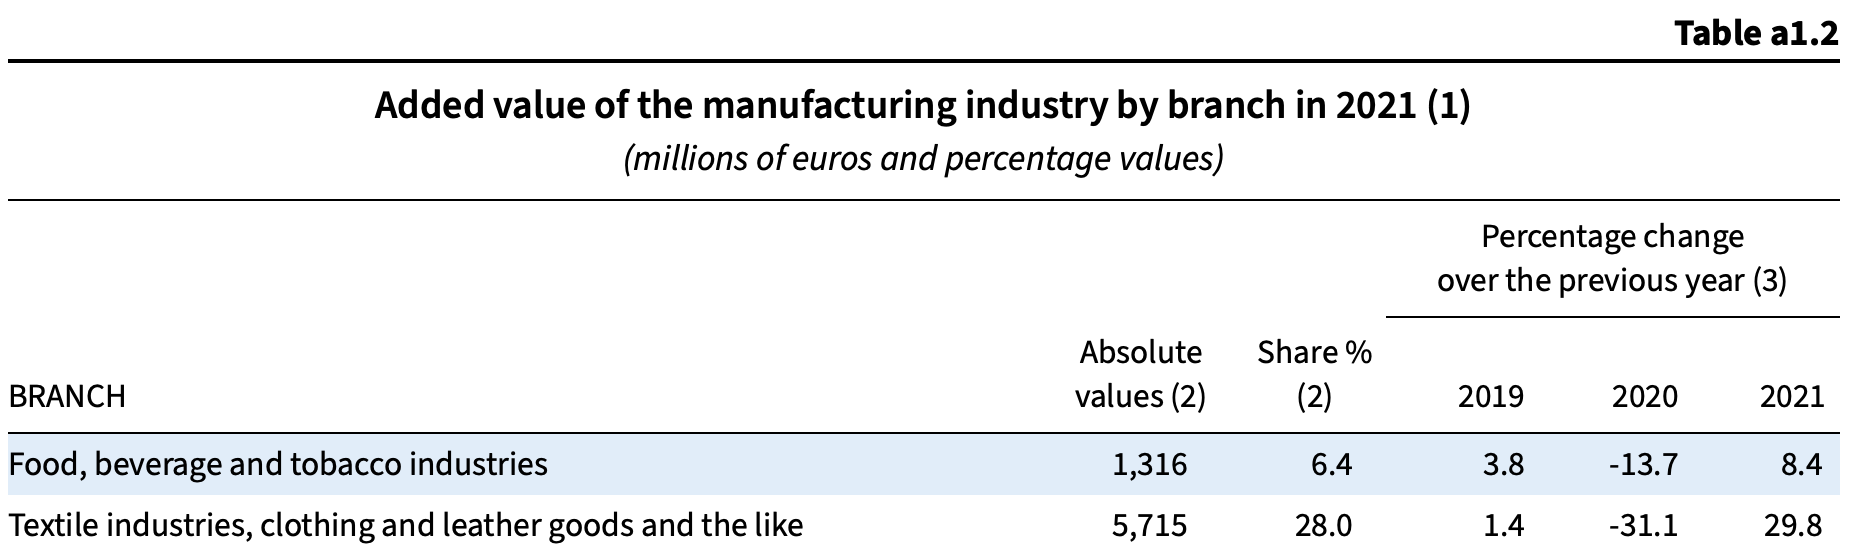 Table a1.2
Added value of the manufacturing industry by branch in 2021 (1)
(millions of euros and percentage values)
Percentage change
over the previous year (3)
Absolute Share %
BRANCH values (2) (2) 2019 2020 2021
Food, beverage and tobacco industries 1,316 6.4 3.8 -13.7 8.4
Textile industries, clothing and leather goods and the like 5,715 28.0 1.4 -31.1 29.8